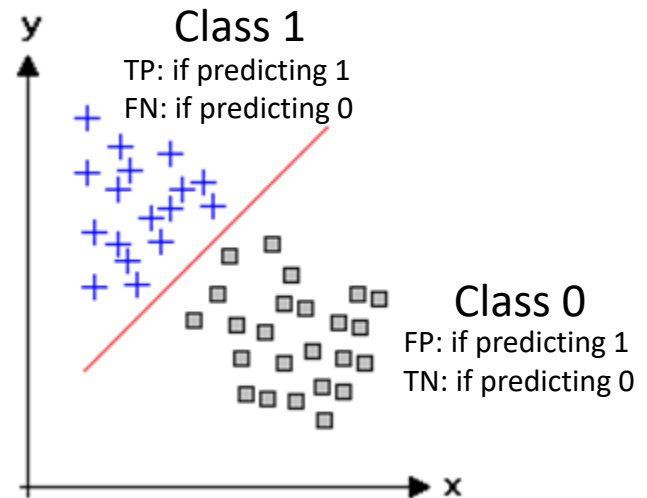 y
Class 1
TP: if predicting 1
FN: if predicting 0
Class 0
FP: if predicting 1
TN: if predicting 0
x